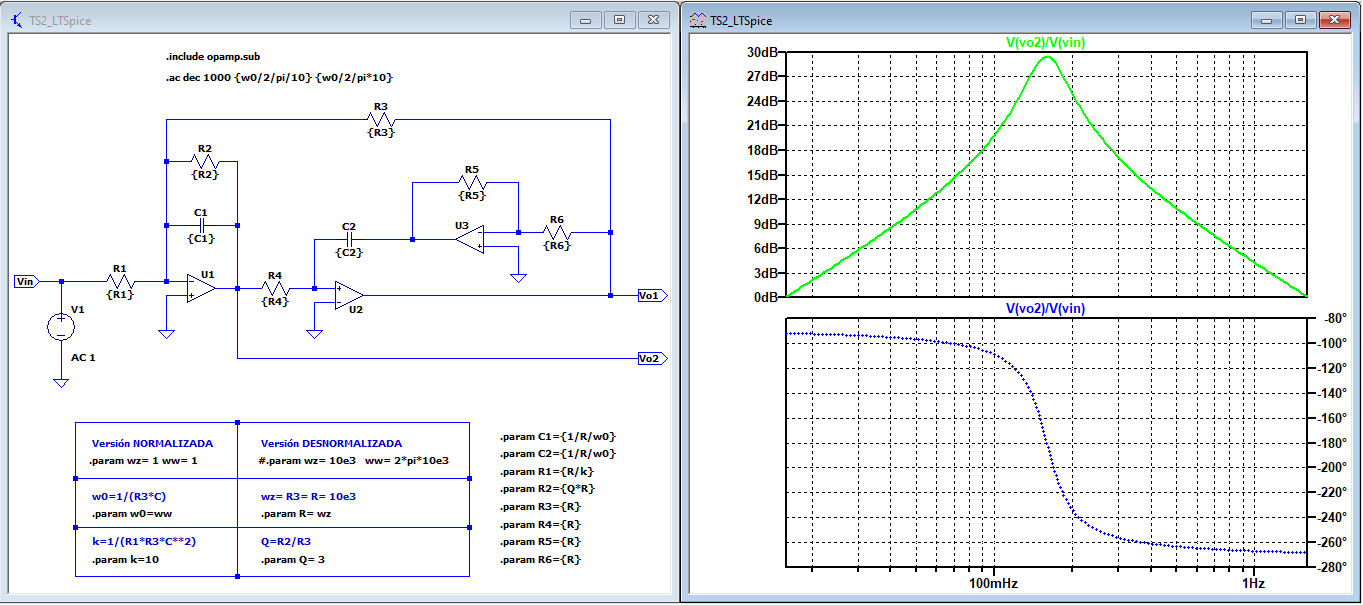 TS2_LTSpice
.include opamp.sub
.ac dec 1000 {w0/2/pi/10} {w0/2/pi*10}
R3
{R3}
R2
{R2}
R5
{R5}
C1
{C1}
C2
{C2}
U3
R6
{R6}
Vin
R1
{R1}
U1
R4
{R4}
U2
Vo1
V1
AC 1
Vo2
Versión NORMALIZADA
.param wz= 1 ww= 1
Versión DESNORMALIZADA
#.param wz= 10e3 ww= 2*pi*10e3
w0=1/(R3*C)
.param w0=ww
wz= R3= R= 10e3
.param R= wz
k=1/(R1*R3*C**2)
.param k=10
Q=R2/R3
.param Q= 3
.param C1={1/R/w0}
.param C2={1/R/w0}
.param R1={R/k}
.param R2={Q*R}
.param R3={R}
.param R4={R}
.param R5={R}
.param R6={R}
TS2_LTSpice
V(vo2)/V(vin)
30dB
27dB
24dB
21dB
18dB
15dB
12dB
9dB
6dB
3dB
0dB
V(vo2)/V(vin)
-80°
-100°
-120°
-140°
-160°
-180°
-200°
-220°
-240°
-260°
-280°
100mHz
1Hz